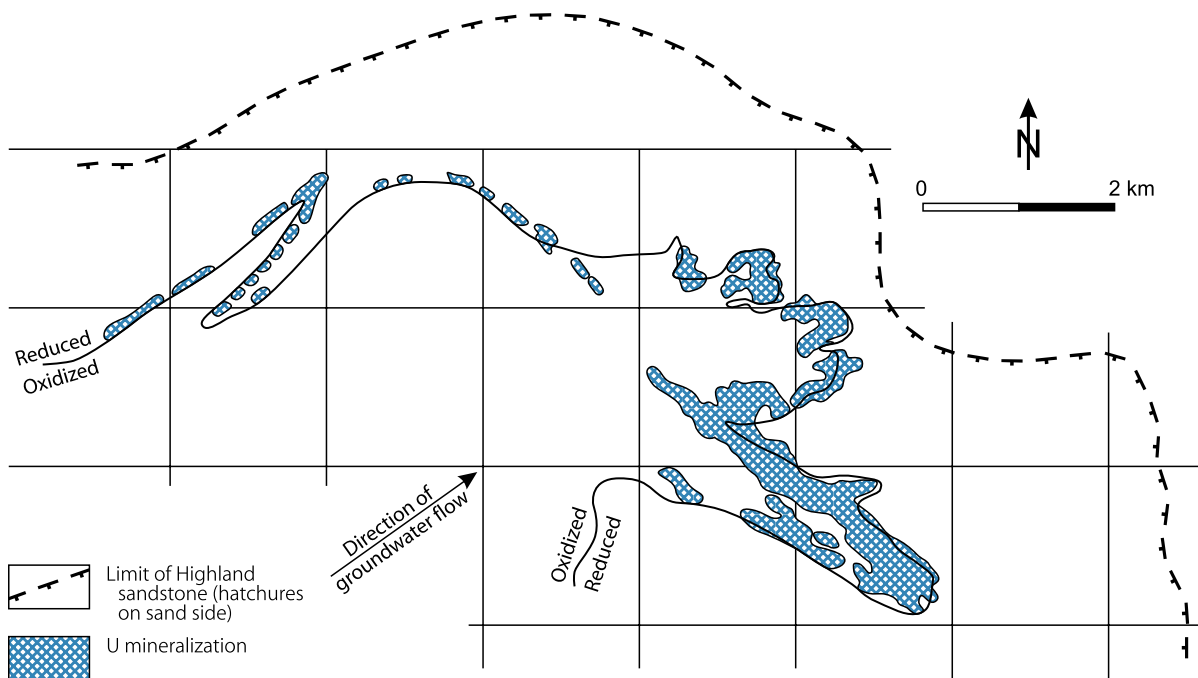 N
0 2 km
Reduced
Oxidized
Direction of
groundwater flow
Oxidized
Reduced
Limit of Highland
sandstone (hatchures
on sand side)
U mineralization